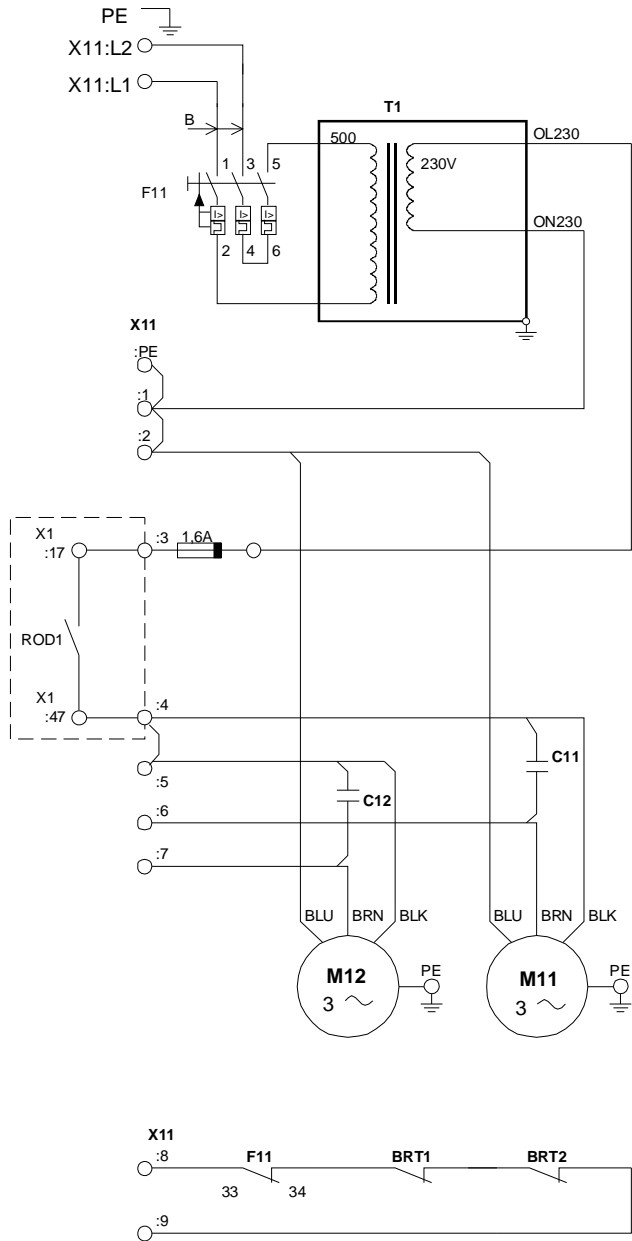 PE
X11:L2
X11:L1
T1
B
500
OL230
1 3 5
230V
F11
I> I> I>
ON230
2 4 6
X11
:PE
:1
:2
X1
:3 1,6A
:17
ROD1
X1
:4
:47
C11
:5
C12
:6
:7
BLU BRN BLK BLU BRN BLK
M12 PE M11 PE
3 3
X11
:8 F11 BRT1 BRT2
33 34
:9